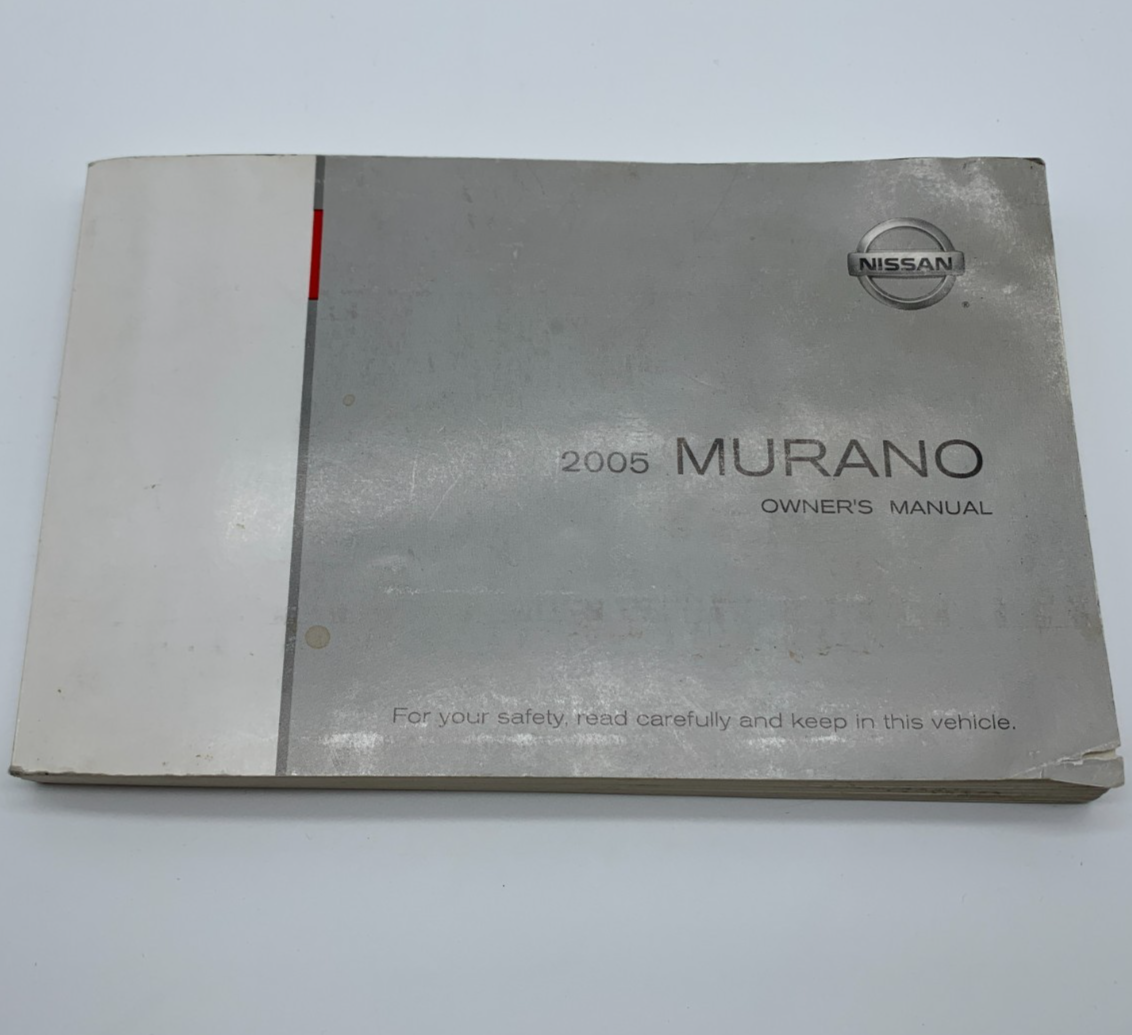 NISSAN
®
2005 MURANO
OWNER'S MANUAL
For your safety, read carefully and keep in this vehicle.